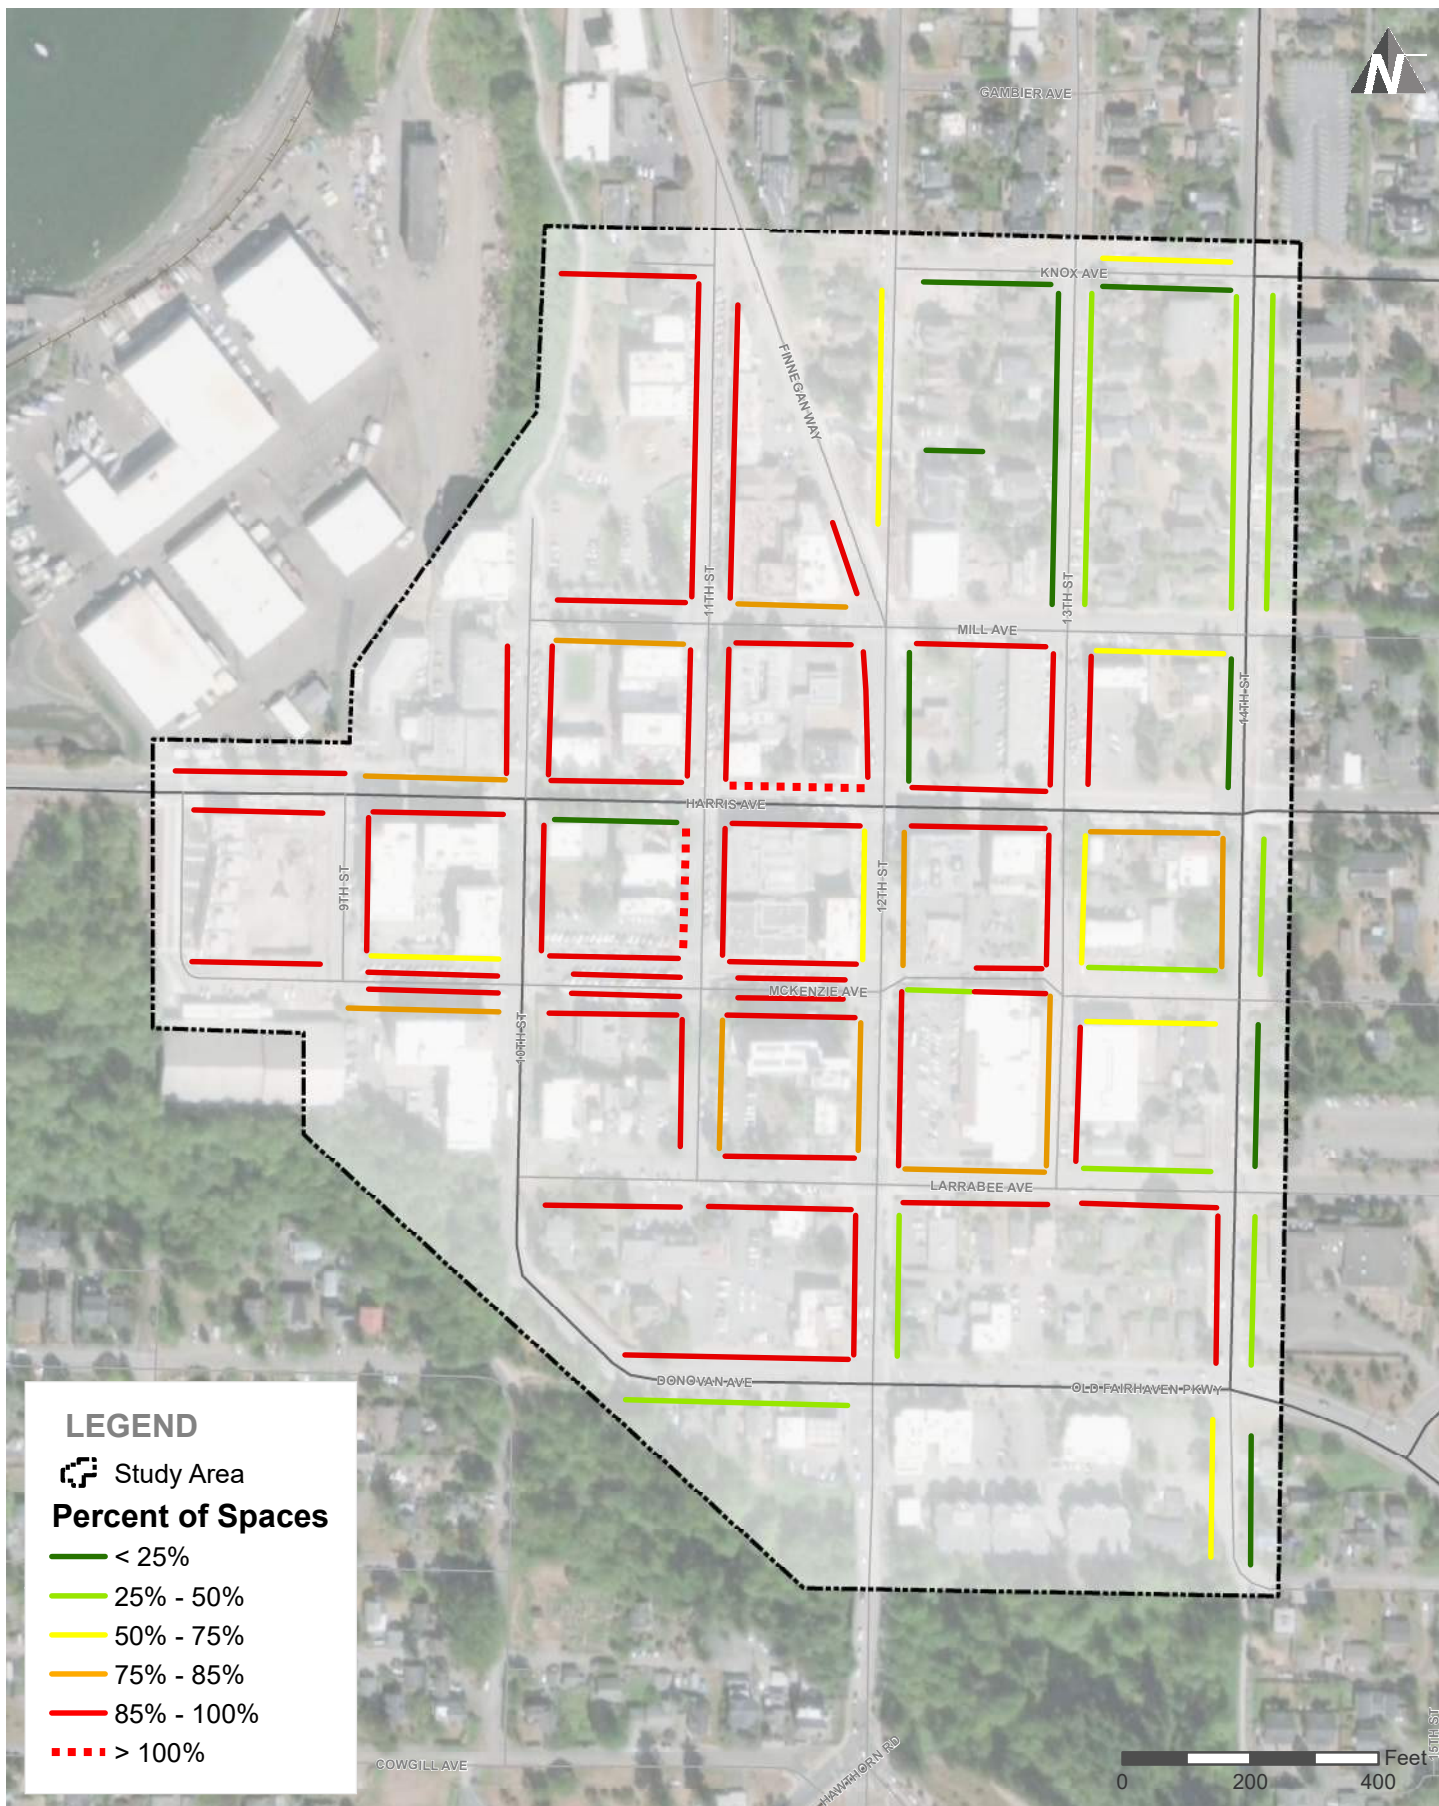 N
GAMBIER AVE
KNOX AVE
FINNEGAN WAY
11TH ST
13TH ST
MILL AVE
14TH ST
HARRIS AVE
9TH ST
12TH ST
MCKENZIE AVE
10TH ST
LARRABEE AVE
DONOVAN AVE
OLD FAIRHAVEN PKWY
LEGEND
Study Area
Percent of Spaces
< 25%
25% - 50%
50% - 75%
75% - 85%
85% - 100%
> 100%
COWGILL AVE
HAWTHORN RD
15TH ST
Feet
0 200 400